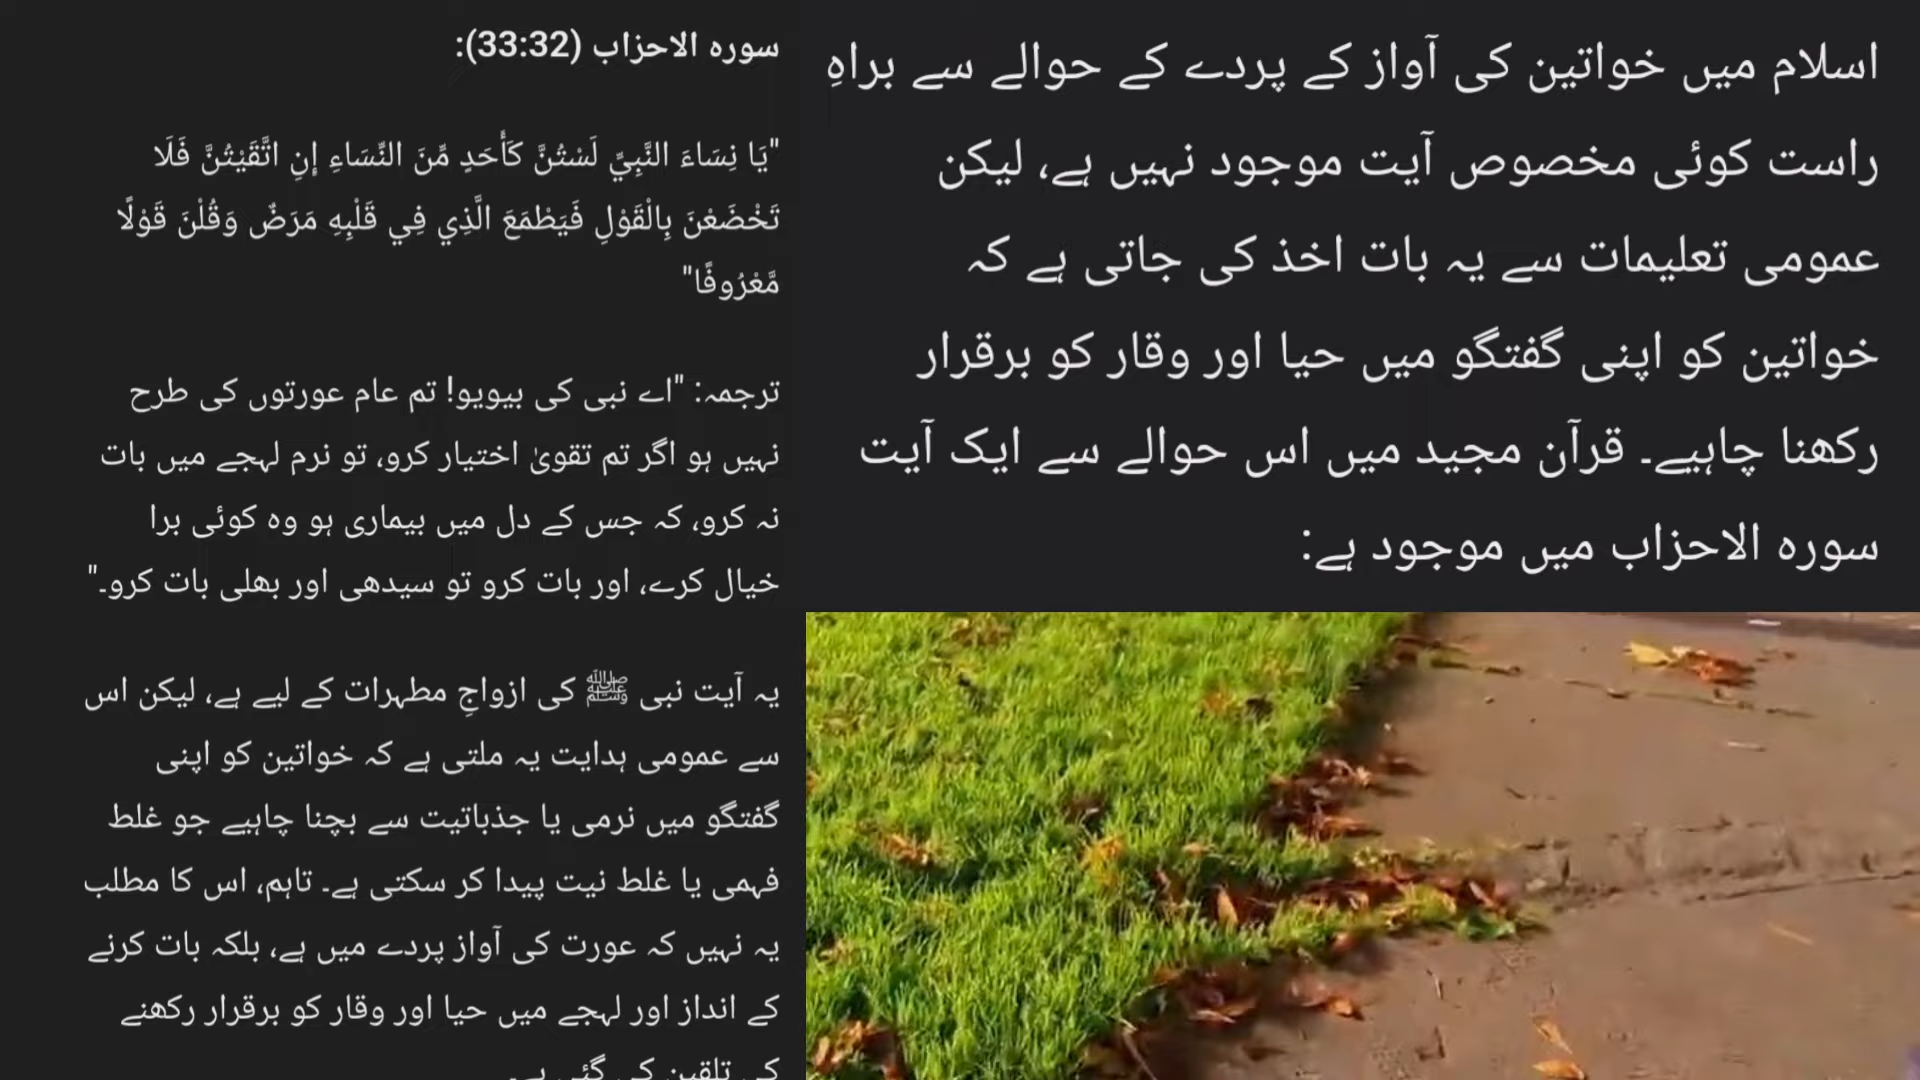 اسلام میں خواتین کی آواز کے پردے کے حوالے سے براہِ
راست کوئی مخصوص آیت موجود نہیں ہے، لیکن
عمومی تعلیمات سے یہ بات اخذ کی جاتی ہے کہ
خواتین کو اپنی گفتگو میں حیا اور وقار کو برقرار
رکھنا چاہیے۔ قرآن مجید میں اس حوالے سے ایک آیت
سورہ الاحزاب میں موجود ہے:
سورہ الاحزاب (33:32):
"يَا نِسَاءَ النَّبِيِّ لَسْتُنَّ كَأَحَدٍ مِّنَ النِّسَاءِ إِنِ اتَّقَيْتُنَّ فَلَا
تَخْضَعْنَ بِالْقَوْلِ فَيَطْمَعَ الَّذِي فِي قَلْبِهِ مَرَضٌ وَقُلْنَ قَوْلًا
مَّعْرُوفًا"
ترجمہ: "اے نبی کی بیویو! تم عام عورتوں کی طرح
نہیں ہو اگر تم تقویٰ اختیار کرو، تو نرم لہجے میں بات
نہ کرو، کہ جس کے دل میں بیماری ہو وہ کوئی برا
خیال کرے، اور بات کرو تو سیدھی اور بھلی بات کرو۔"
یہ آیت نبی ﷺ کی ازواجِ مطہرات کے لیے ہے، لیکن اس
سے عمومی ہدایت یہ ملتی ہے کہ خواتین کو اپنی
گفتگو میں نرمی یا جذباتیت سے بچنا چاہیے جو غلط
فہمی یا غلط نیت پیدا کر سکتی ہے۔ تاہم، اس کا مطلب
یہ نہیں کہ عورت کی آواز پردے میں ہے، بلکہ بات کرنے
کے انداز اور لہجے میں حیا اور وقار کو برقرار رکھنے
کی تلقین کی گئی ہے۔